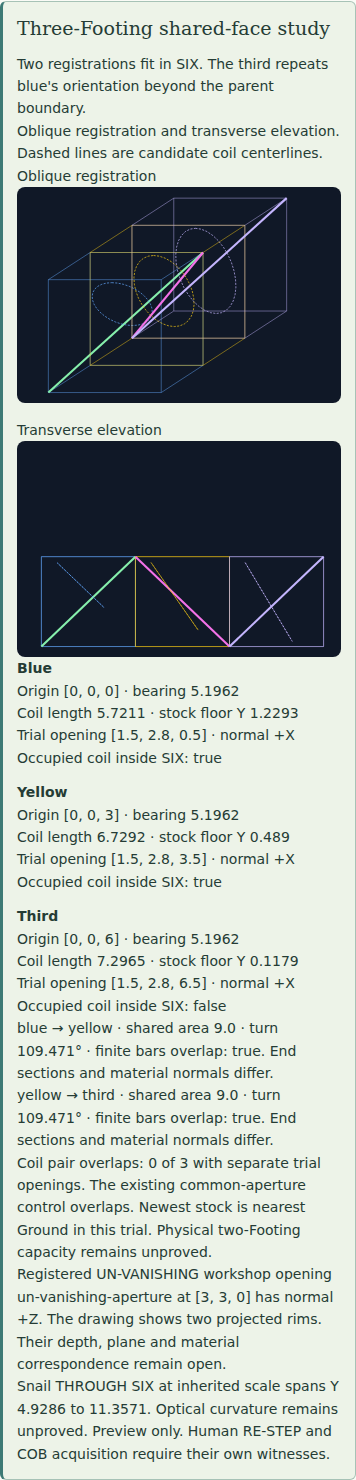 Three-Footing shared-face study
Two registrations fit in SIX. The third repeats
blue's orientation beyond the parent
boundary.
Oblique registration and transverse elevation.
Dashed lines are candidate coil centerlines.
Oblique registration
Transverse elevation
Blue
Origin [0, 0, 0] · bearing 5.1962
Coil length 5.7211 · stock floor Y 1.2293
Trial opening [1.5, 2.8, 0.5] · normal +X
Occupied coil inside SIX: true
Yellow
Origin [0, 0, 3] · bearing 5.1962
Coil length 6.7292 · stock floor Y 0.489
Trial opening [1.5, 2.8, 3.5] · normal +X
Occupied coil inside SIX: true
Third
Origin [0, 0, 6] · bearing 5.1962
Coil length 7.2965 · stock floor Y 0.1179
Trial opening [1.5, 2.8, 6.5] · normal +X
Occupied coil inside SIX: false
blue → yellow · shared area 9.0 · turn
109.471° · finite bars overlap: true. End
sections and material normals differ.
yellow → third · shared area 9.0 · turn
109.471° · finite bars overlap: true. End
sections and material normals differ.
Coil pair overlaps: 0 of 3 with separate trial
openings. The existing common-aperture
control overlaps. Newest stock is nearest
Ground in this trial. Physical two-Footing
capacity remains unproved.
Registered UN-VANISHING workshop opening
un-vanishing-aperture at [3, 3, 0] has normal
+Z. The drawing shows two projected rims.
Their depth, plane and material
correspondence remain open.
Snail THROUGH SIX at inherited scale spans Y
4.9286 to 11.3571. Optical curvature remains
unproved. Preview only. Human RE-STEP and
COB acquisition require their own witnesses.